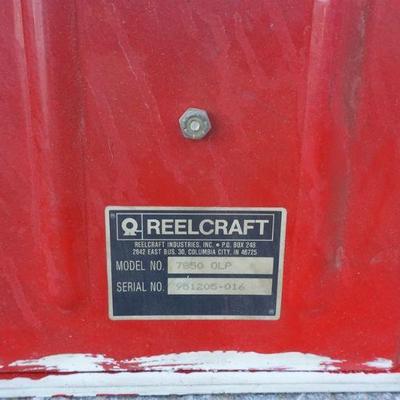 REELCRAFT
REELCRAFT INDUSTRIES, INC. • P.O. BOX 248
2842 EAST BUS. 30, COLUMBIA CITY, IN 46725
MODEL NO. 7850 OLP
SERIAL NO. 951205-016